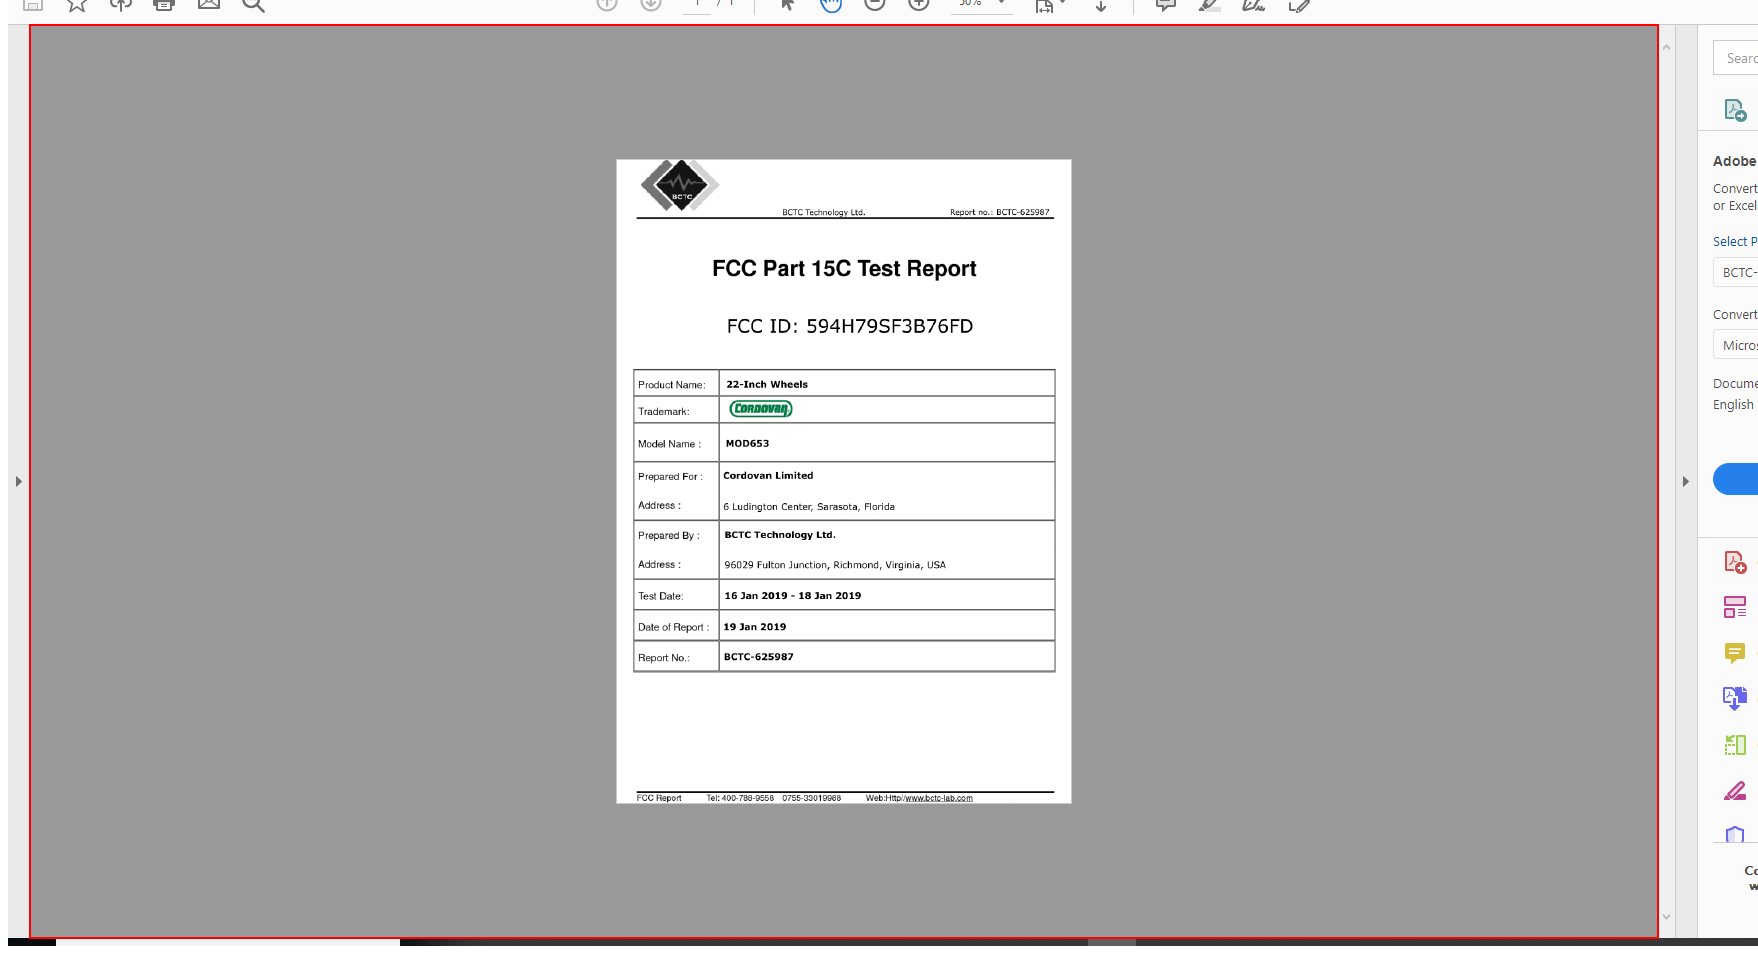 1 / 1
50%
BCTC
BCTC Technology Ltd. Report no.: BCTC-625987
FCC Part 15C Test Report
FCC ID: 594H79SF3B76FD
Product Name: 22-Inch Wheels
Trademark: CORDOVAN
Model Name : MOD653
Prepared For : Cordovan Limited
Address : 6 Ludington Center, Sarasota, Florida
Prepared By : BCTC Technology Ltd.
Address : 96029 Fulton Junction, Richmond, Virginia, USA
Test Date: 16 Jan 2019 - 18 Jan 2019
Date of Report : 19 Jan 2019
Report No.: BCTC-625987
FCC Report Tel: 400-788-9558 0755-33019988 Web:Http//www.bctc-lab.com
Searc
Adobe
Convert
or Excel
Select P
BCTC-
Convert
Micros
Docume
English